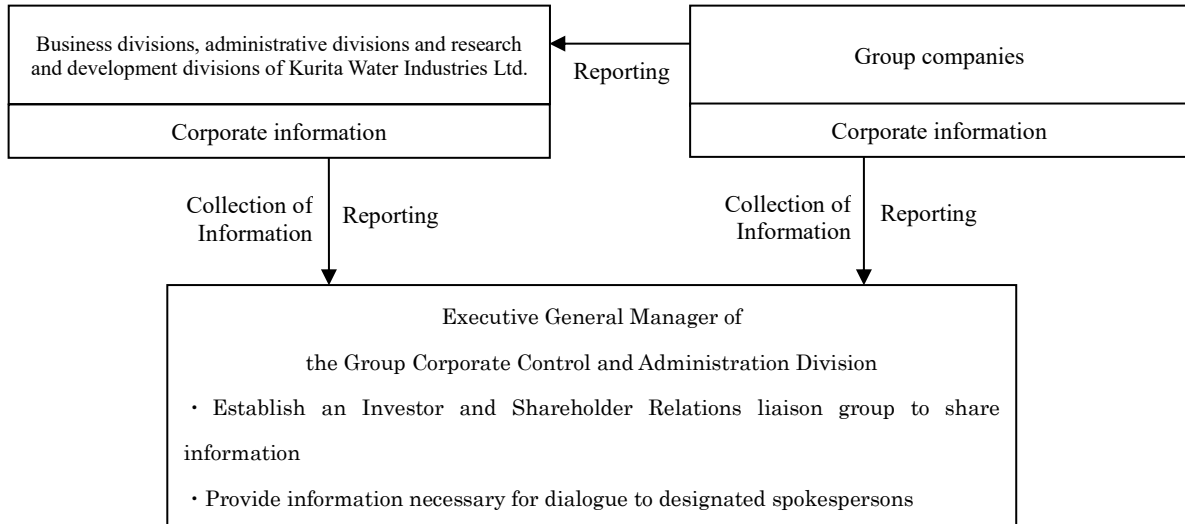 Business divisions, administrative divisions and research
and development divisions of Kurita Water Industries Ltd.
Corporate information
Reporting
Group companies
Corporate information
Collection of
Information
Reporting
Collection of
Information
Reporting
Executive General Manager of
the Group Corporate Control and Administration Division
・Establish an Investor and Shareholder Relations liaison group to share
information
・Provide information necessary for dialogue to designated spokespersons